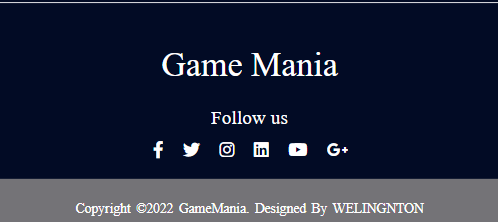 Game Mania
Follow us
Copyright ©2022 GameMania. Designed By WELINGNTON